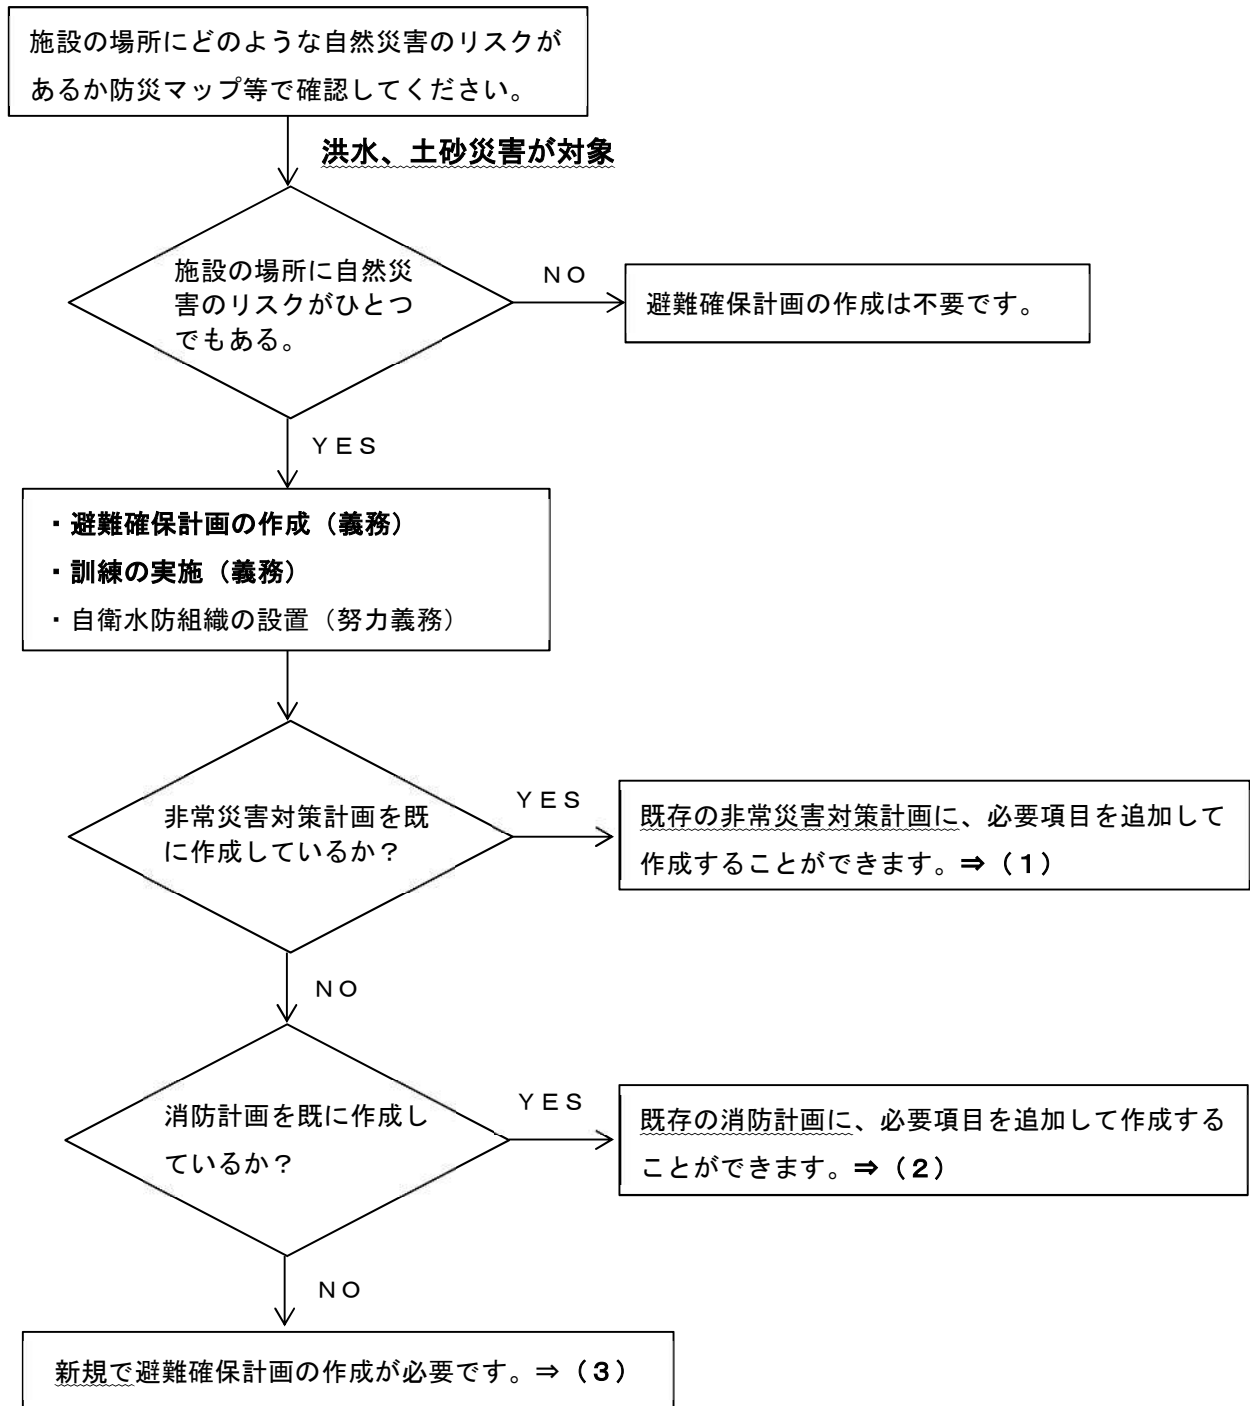 施設の場所にどのような自然災害のリスクが
あるか防災マップ等で確認してください。
洪水、土砂災害が対象
施設の場所に自然災
害のリスクがひとつ
でもある。
ＮＯ
避難確保計画の作成は不要です。
ＹＥＳ
・避難確保計画の作成（義務）
・訓練の実施（義務）
・自衛水防組織の設置（努力義務）
非常災害対策計画を既
に作成しているか？
ＹＥＳ
既存の非常災害対策計画に、必要項目を追加して
作成することができます。⇒（１）
ＮＯ
消防計画を既に作成し
ているか？
ＹＥＳ
既存の消防計画に、必要項目を追加して作成する
ことができます。⇒（２）
ＮＯ
新規で避難確保計画の作成が必要です。⇒（３）